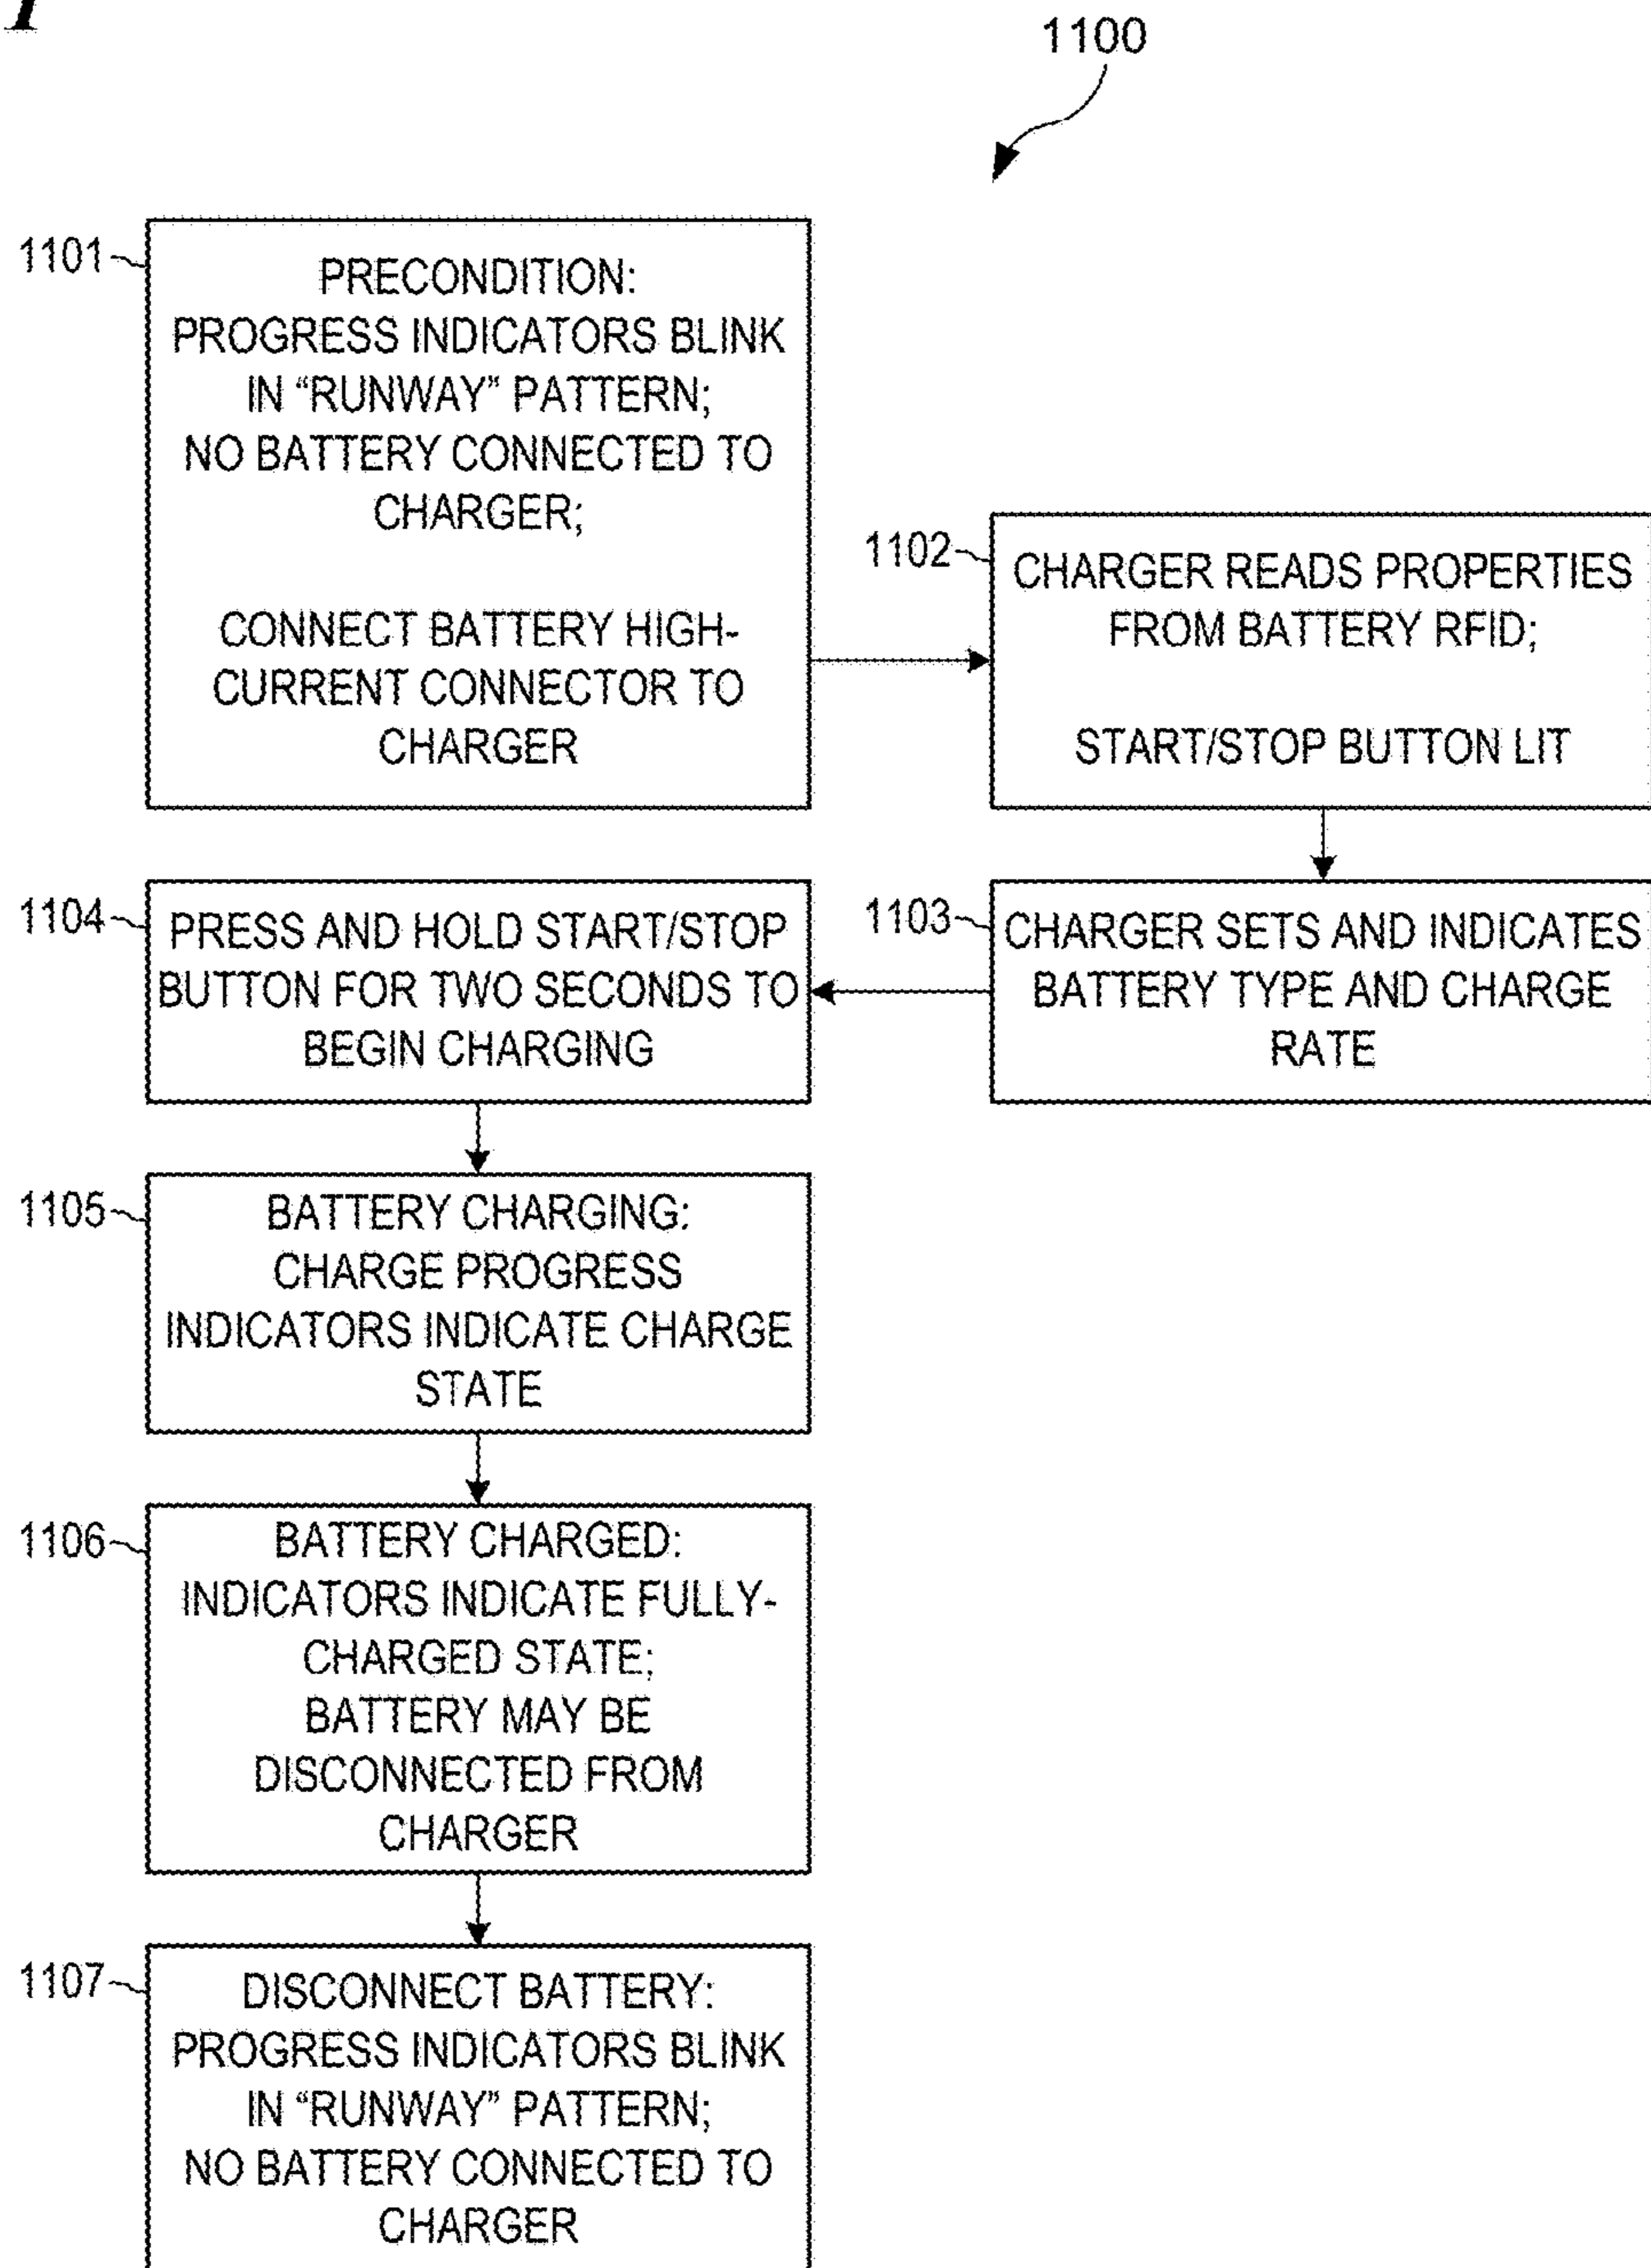 1100
1101
PRECONDITION:
PROGRESS INDICATORS BLINK
IN “RUNWAY” PATTERN;
NO BATTERY CONNECTED TO
CHARGER;
CONNECT BATTERY HIGH-
CURRENT CONNECTOR TO
CHARGER
1102
CHARGER READS PROPERTIES
FROM BATTERY RFID;
START/STOP BUTTON LIT
1103
CHARGER SETS AND INDICATES
BATTERY TYPE AND CHARGE
RATE
1104
PRESS AND HOLD START/STOP
BUTTON FOR TWO SECONDS TO
BEGIN CHARGING
1105
BATTERY CHARGING:
CHARGE PROGRESS
INDICATORS INDICATE CHARGE
STATE
1106
BATTERY CHARGED:
INDICATORS INDICATE FULLY-
CHARGED STATE;
BATTERY MAY BE
DISCONNECTED FROM
CHARGER
1107
DISCONNECT BATTERY:
PROGRESS INDICATORS BLINK
IN “RUNWAY” PATTERN;
NO BATTERY CONNECTED TO
CHARGER